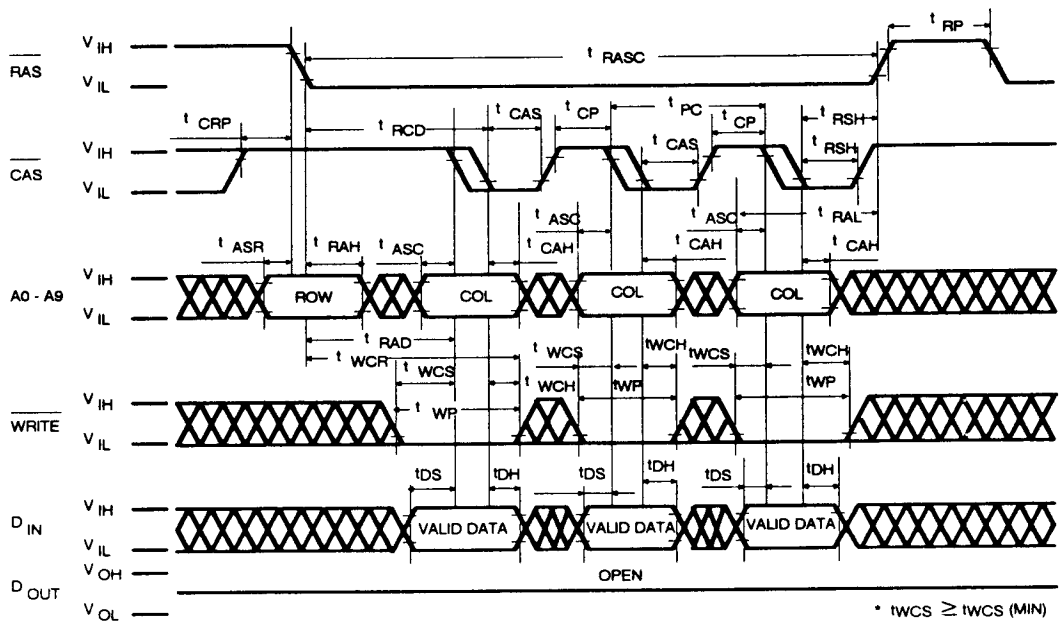 V IH
t RP
RAS
t RASC
V IL
t CRP
t RCD
t CAS
t CP
t PC
t CP
t RSH
V IH
t CAS
t RSH
CAS
V IL
t ASC
t ASC
t RAL
t ASR
t RAH
t ASC
t CAH
t CAH
t CAH
V IH
A0 - A9
ROW
COL
COL
COL
V IL
t RAD
t WCR
t WCS
tWCH
tWCS
tWCH
t WCS
t WCH
tWP
tWP
t WP
V IH
WRITE
V IL
tDS
tDH
tDS
tDH
tDS
tDH
V IH
D IN
VALID DATA
VALID DATA
VALID DATA
V IL
V OH
OPEN
D OUT
V OL
* tWCS ≥ tWCS (MIN)